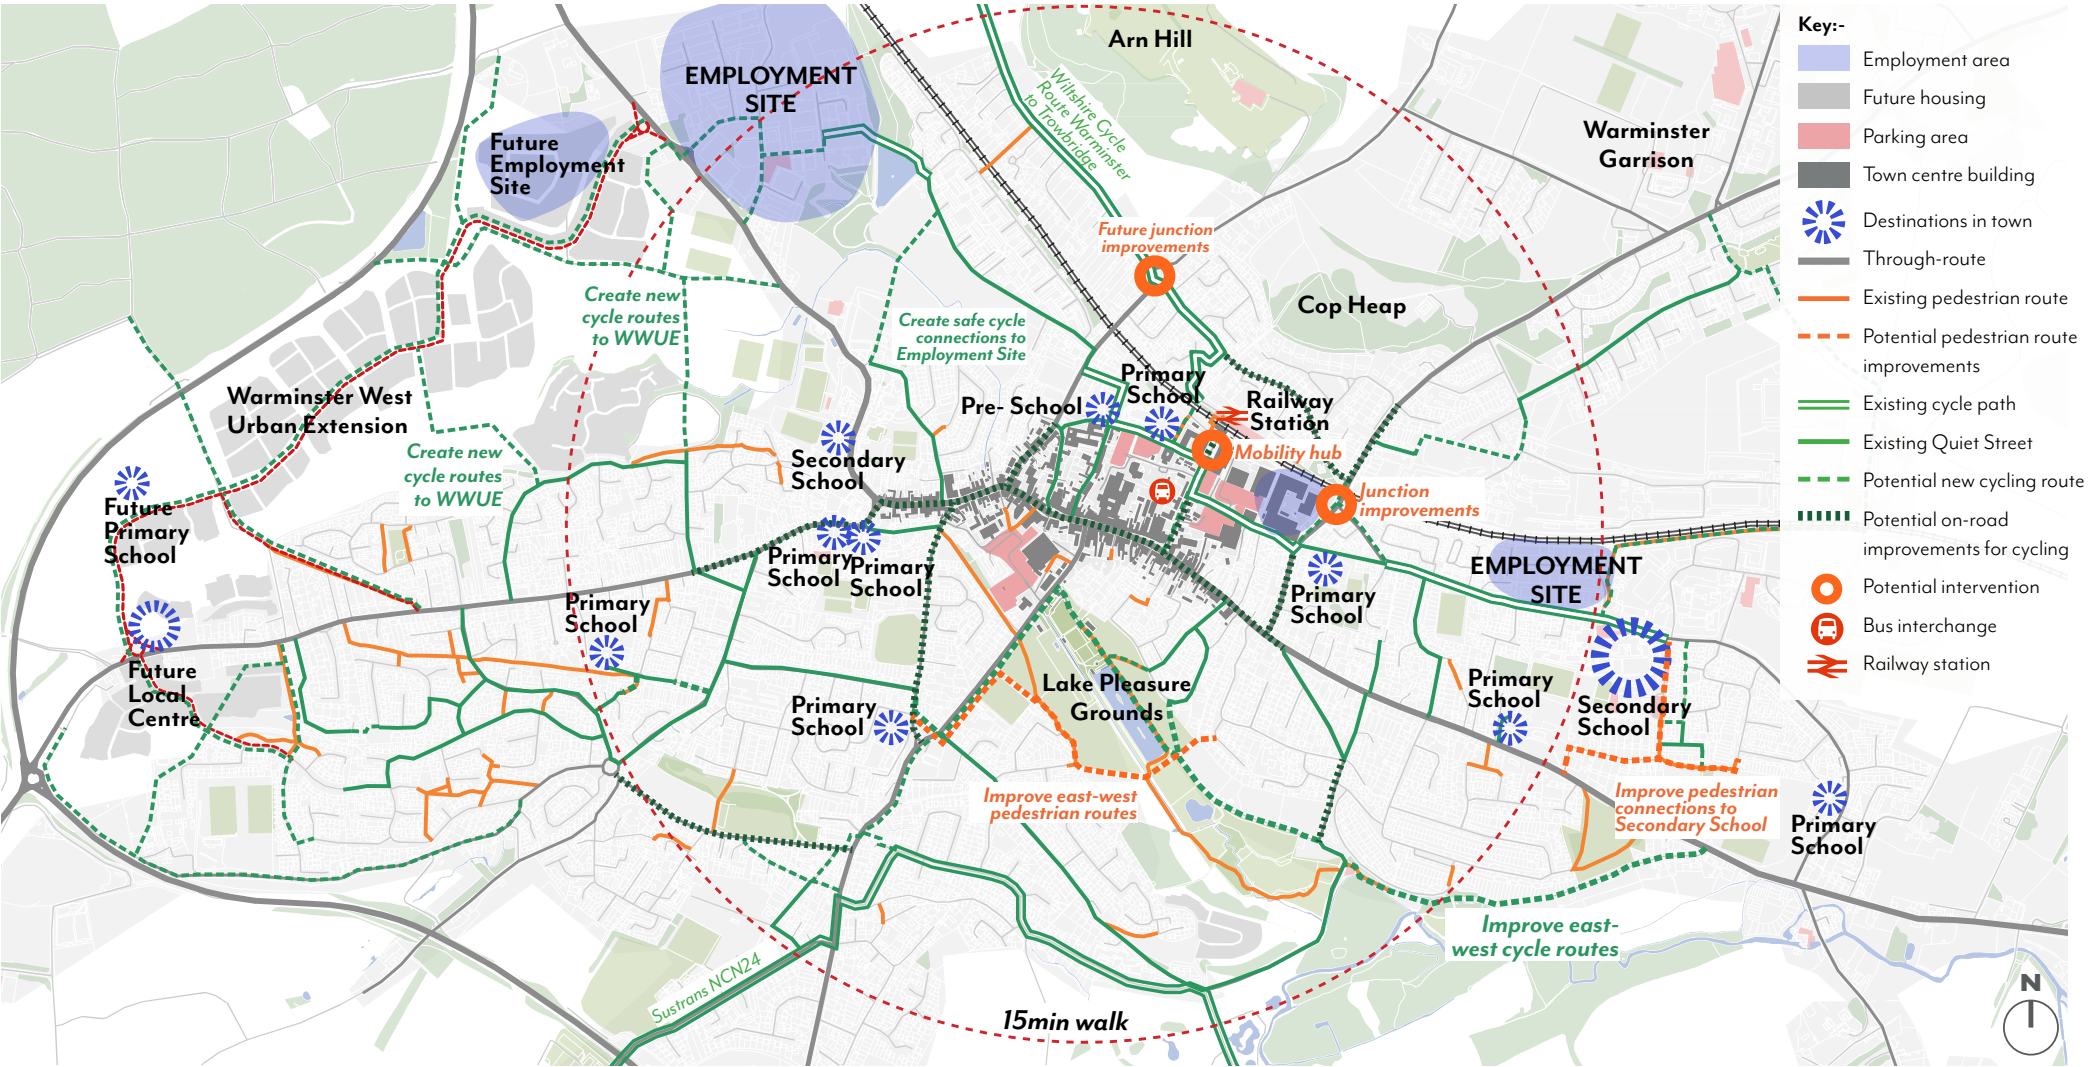 Arn Hill
EMPLOYMENT
SITE
Wiltshire Cycle
Route Warminster
to Trowbridge
Warminster
Garrison
Future
Employment
Site
Future junction
improvements
Cop Heap
Create new
cycle routes
to WWUE
Create safe cycle
connections to
Employment Site
Warminster West
Urban Extension
Primary
School
Pre- School
Railway
Station
Mobility hub
Create new
cycle routes
to WWUE
Secondary
School
Junction
improvements
Future
Primary
School
Primary
School
Primary
School
EMPLOYMENT
SITE
Primary
School
Primary
School
Future
Local
Centre
Lake Pleasure
Grounds
Primary
School
Primary
School
Secondary
School
Improve east-west
pedestrian routes
Improve pedestrian
connections to
Secondary School
Primary
School
Improve east-
west cycle routes
Sustrans NCN24
15min walk
N
Key:-
Employment area
Future housing
Parking area
Town centre building
Destinations in town
Through-route
Existing pedestrian route
Potential pedestrian route
improvements
Existing cycle path
Existing Quiet Street
Potential new cycling route
Potential on-road
improvements for cycling
Potential intervention
Bus interchange
Railway station